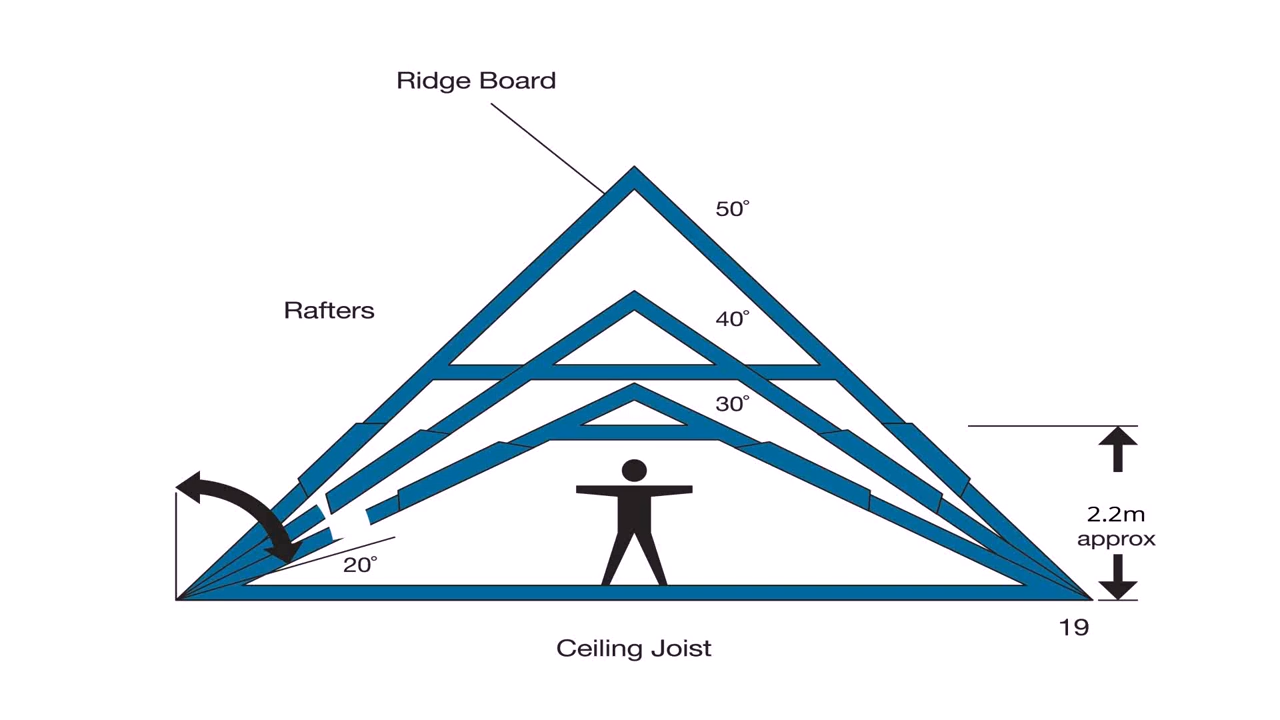 Ridge Board
50°
Rafters
40°
30°
2.2m
approx
20°
19
Ceiling Joist